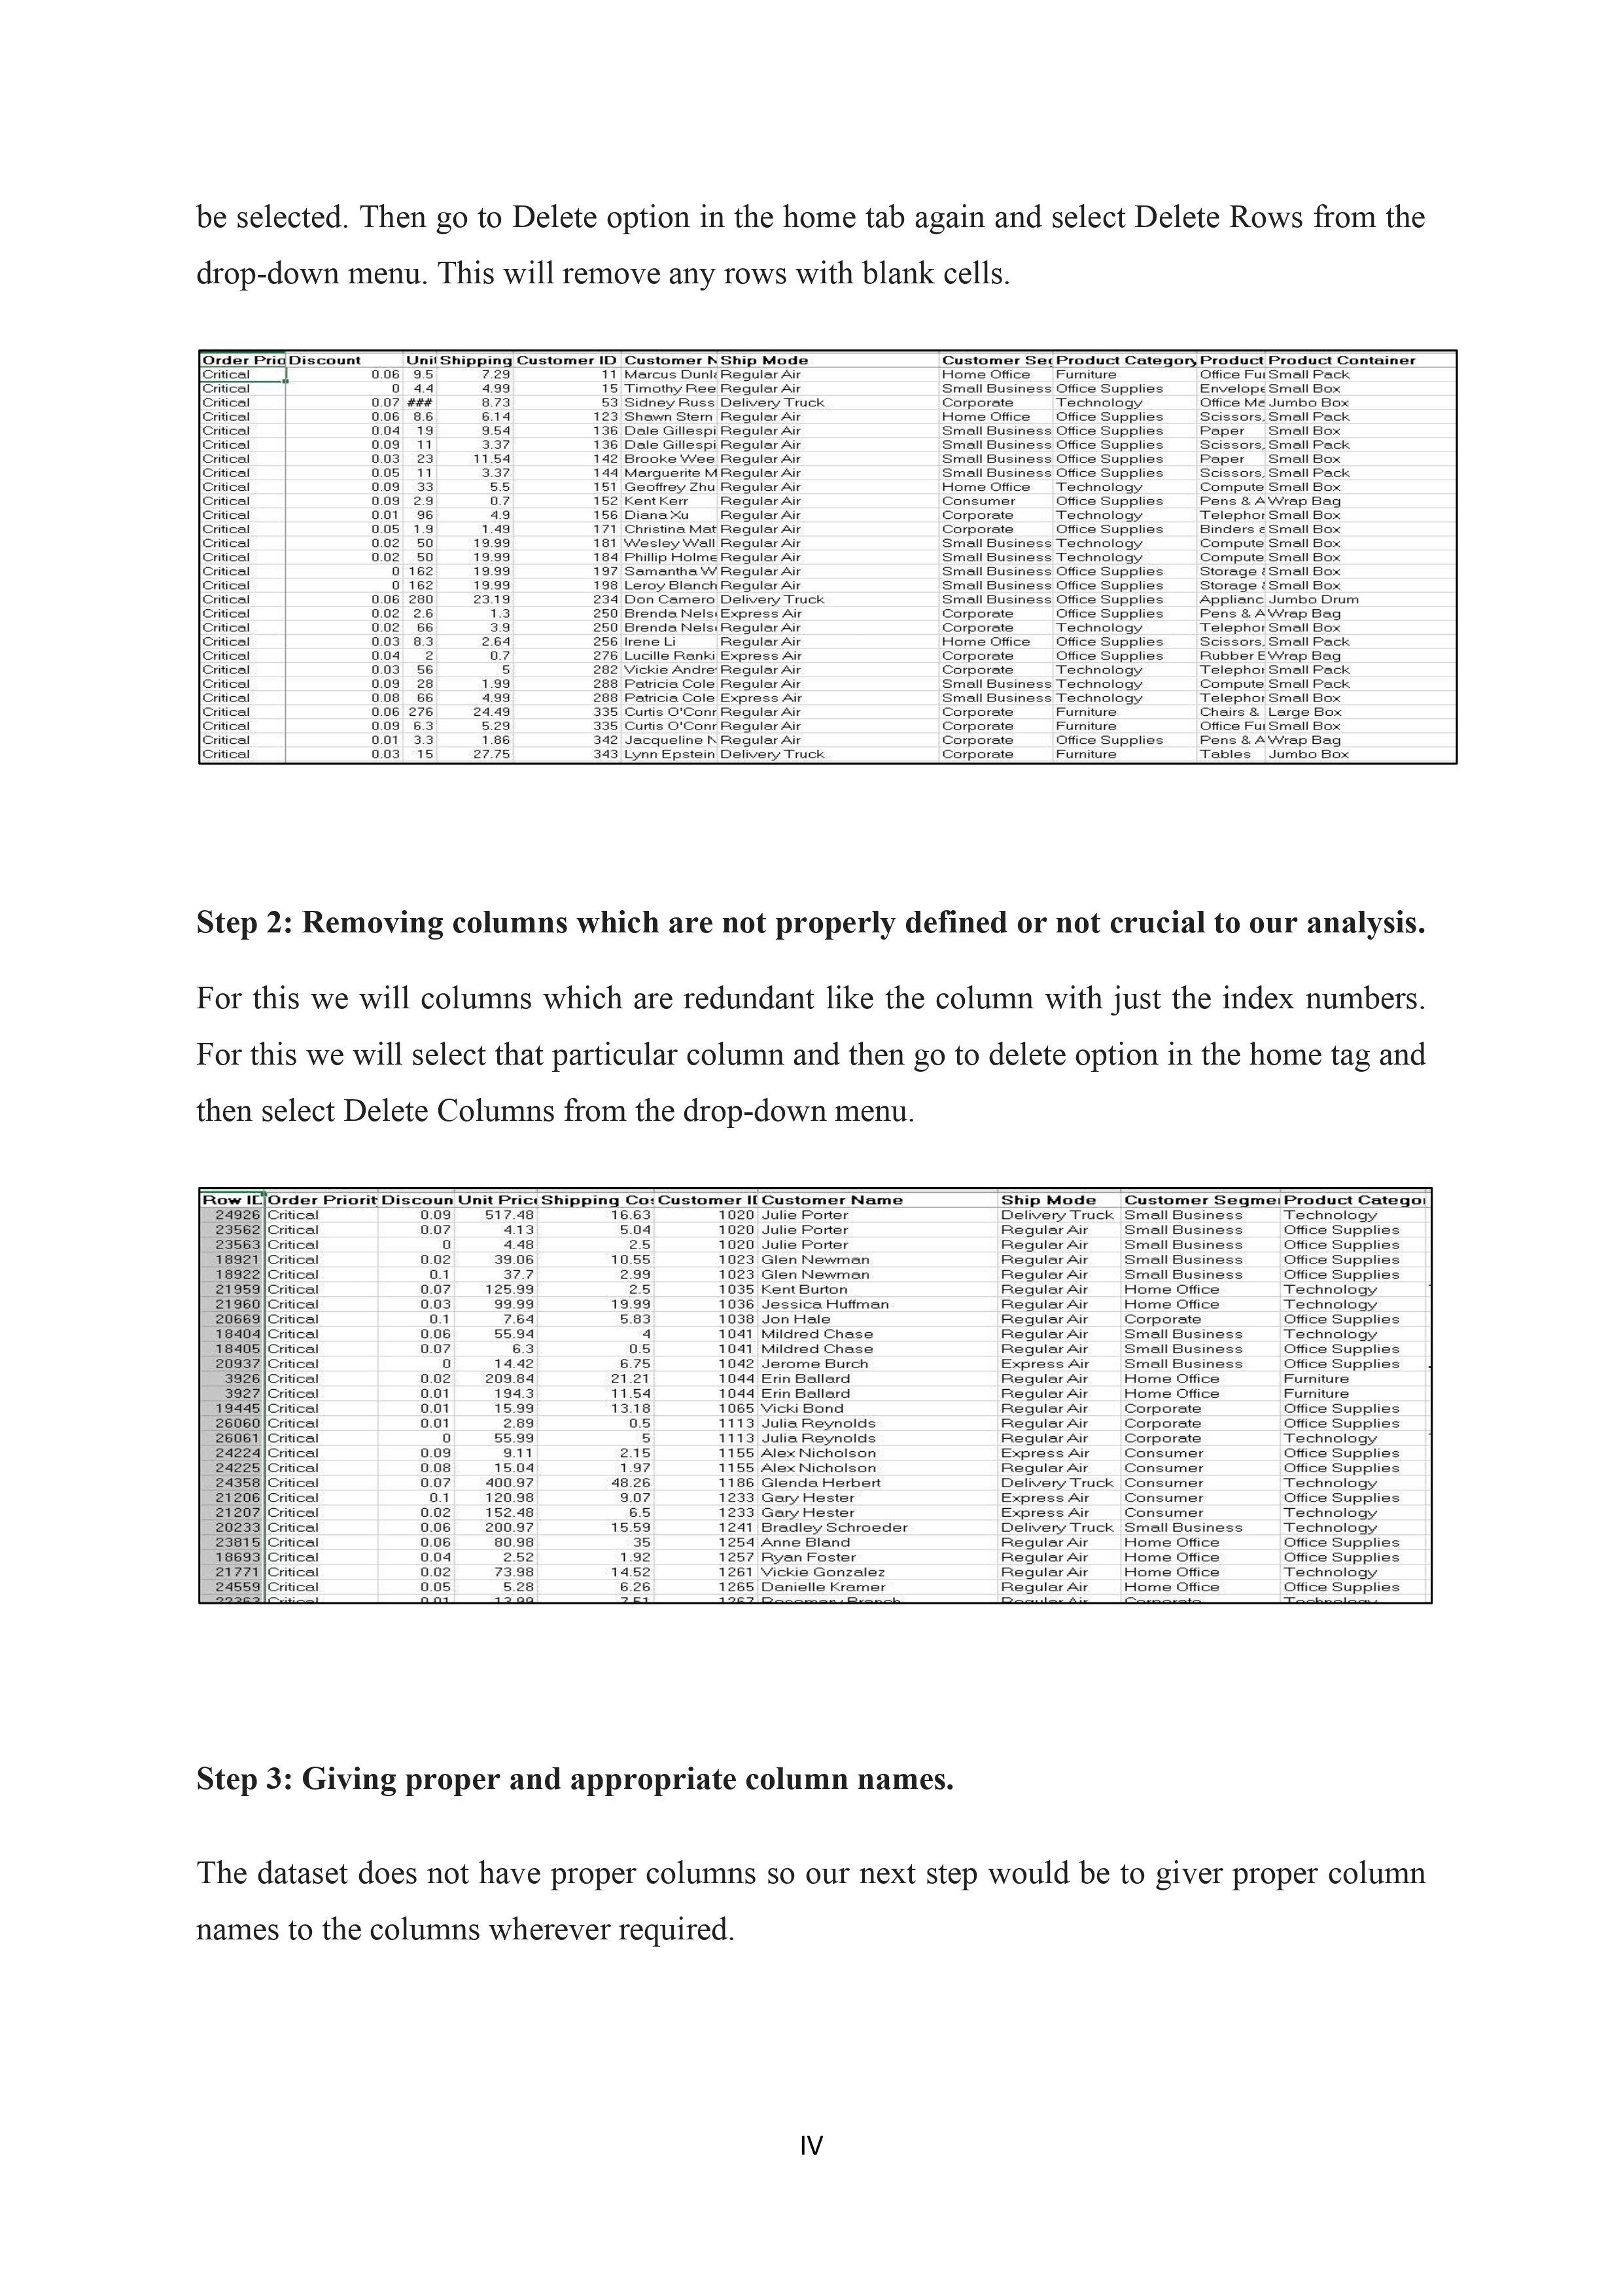 be selected. Then go to Delete option in the home tab again and select Delete Rows from the
drop-down menu. This will remove any rows with blank cells.
Order Prio Discount Unit Shipping Customer ID Customer N Ship Mode Customer Seg Product Category Product Product Container
Critical 0.06 9.5 7.29 11 Marcus Dunla Regular Air Home Office Furniture Office Fur Small Pack
Critical 0 4.4 4.99 15 Timothy Ree Regular Air Small Business Office Supplies Envelope Small Box
Critical 0.07 ### 8.73 53 Sidney Russ Delivery Truck Corporate Technology Office Ma Jumbo Box
Critical 0.06 8.6 6.14 123 Shawn Stern Regular Air Home Office Office Supplies Scissors, Small Pack
Critical 0.04 19 9.54 136 Dale Gillespi Regular Air Small Business Office Supplies Paper Small Box
Critical 0.09 11 3.37 136 Dale Gillespi Regular Air Small Business Office Supplies Scissors, Small Pack
Critical 0.03 23 11.54 142 Brooke Wee Regular Air Small Business Office Supplies Paper Small Box
Critical 0.05 11 3.37 144 Marguerite M Regular Air Small Business Office Supplies Scissors, Small Pack
Critical 0.09 33 5.5 151 Geoffrey Zhu Regular Air Home Office Technology Compute Small Box
Critical 0.09 2.9 0.7 152 Kent Kerr Regular Air Consumer Office Supplies Pens & A Wrap Bag
Critical 0.01 96 4.9 156 Diana Xu Regular Air Corporate Technology Telephon Small Box
Critical 0.05 1.9 1.49 171 Christina Mat Regular Air Corporate Office Supplies Binders a Small Box
Critical 0.02 50 19.99 181 Wesley Wall Regular Air Small Business Technology Compute Small Box
Critical 0.02 50 19.99 184 Phillip Holme Regular Air Small Business Technology Compute Small Box
Critical 0 162 19.99 197 Samantha W Regular Air Small Business Office Supplies Storage & Small Box
Critical 0 162 19.99 198 Leroy Blanch Regular Air Small Business Office Supplies Storage & Small Box
Critical 0.06 280 23.19 234 Don Camero Delivery Truck Small Business Office Supplies Applianc Jumbo Drum
Critical 0.02 2.6 1.3 250 Brenda Nels Express Air Corporate Office Supplies Pens & A Wrap Bag
Critical 0.02 66 3.9 250 Brenda Nels Regular Air Corporate Technology Telephon Small Box
Critical 0.03 8.3 2.64 256 Irene Li Regular Air Home Office Office Supplies Scissors, Small Pack
Critical 0.04 2 0.7 276 Lucille Ranki Express Air Corporate Office Supplies Rubber B Wrap Bag
Critical 0.03 56 5 282 Vickie Andre Regular Air Corporate Technology Telephon Small Pack
Critical 0.09 28 1.99 288 Patricia Cole Regular Air Small Business Technology Compute Small Pack
Critical 0.08 66 4.99 288 Patricia Cole Express Air Small Business Technology Telephon Small Box
Critical 0.06 276 24.49 335 Curtis O'Conr Regular Air Corporate Furniture Chairs & Large Box
Critical 0.09 6.3 5.29 335 Curtis O'Conr Regular Air Corporate Furniture Office Fur Small Box
Critical 0.01 3.3 1.86 342 Jacqueline N Regular Air Corporate Office Supplies Pens & A Wrap Bag
Critical 0.03 15 27.75 343 Lynn Epstein Delivery Truck Corporate Furniture Tables Jumbo Box
Step 2: Removing columns which are not properly defined or not crucial to our analysis.
For this we will columns which are redundant like the column with just the index numbers.
For this we will select that particular column and then go to delete option in the home tag and
then select Delete Columns from the drop-down menu.
Row ID Order Priorit Discoun Unit Price Shipping Cos Customer ID Customer Name Ship Mode Customer Segmen Product Categor
24926 Critical 0.09 517.48 16.63 1020 Julie Porter Delivery Truck Small Business Technology
23562 Critical 0.07 4.13 5.04 1020 Julie Porter Regular Air Small Business Office Supplies
23563 Critical 0 4.48 2.5 1020 Julie Porter Regular Air Small Business Office Supplies
18921 Critical 0.02 39.06 10.55 1023 Glen Newman Regular Air Small Business Office Supplies
18922 Critical 0.1 37.7 2.99 1023 Glen Newman Regular Air Small Business Office Supplies
21959 Critical 0.07 125.99 2.5 1035 Kent Burton Regular Air Home Office Technology
21960 Critical 0.03 99.99 19.99 1036 Jessica Huffman Regular Air Home Office Technology
20669 Critical 0.1 7.64 5.83 1038 Jon Hale Regular Air Corporate Office Supplies
18404 Critical 0.06 55.94 4 1041 Mildred Chase Regular Air Small Business Technology
18405 Critical 0.07 6.3 0.5 1041 Mildred Chase Regular Air Small Business Office Supplies
20937 Critical 0 14.42 6.75 1042 Jerome Burch Express Air Small Business Office Supplies
3926 Critical 0.02 209.84 21.21 1044 Erin Ballard Regular Air Home Office Furniture
3927 Critical 0.01 194.3 11.54 1044 Erin Ballard Regular Air Home Office Furniture
19445 Critical 0.01 15.99 13.18 1065 Vicki Bond Regular Air Corporate Office Supplies
26060 Critical 0.01 2.89 0.5 1113 Julia Reynolds Regular Air Corporate Office Supplies
26061 Critical 0 55.99 5 1113 Julia Reynolds Regular Air Corporate Technology
24224 Critical 0.09 9.11 2.15 1155 Alex Nicholson Express Air Consumer Office Supplies
24225 Critical 0.08 15.04 1.97 1155 Alex Nicholson Regular Air Consumer Office Supplies
24358 Critical 0.07 400.97 48.26 1186 Glenda Herbert Delivery Truck Consumer Technology
21206 Critical 0.1 120.98 9.07 1233 Gary Hester Express Air Consumer Office Supplies
21207 Critical 0.02 152.48 6.5 1233 Gary Hester Express Air Consumer Technology
20233 Critical 0.06 200.97 15.59 1241 Bradley Schroeder Delivery Truck Small Business Technology
23815 Critical 0.06 80.98 35 1254 Anne Bland Regular Air Home Office Office Supplies
18693 Critical 0.04 2.52 1.92 1257 Ryan Foster Regular Air Home Office Office Supplies
21771 Critical 0.02 73.98 14.52 1261 Vickie Gonzalez Regular Air Home Office Technology
24559 Critical 0.05 5.28 6.26 1265 Danielle Kramer Regular Air Home Office Office Supplies
22363 Critical 0.01 13.99 7.51 1267 Rosemary Branch Regular Air Corporate Technology
Step 3: Giving proper and appropriate column names.
The dataset does not have proper columns so our next step would be to giver proper column
names to the columns wherever required.
IV